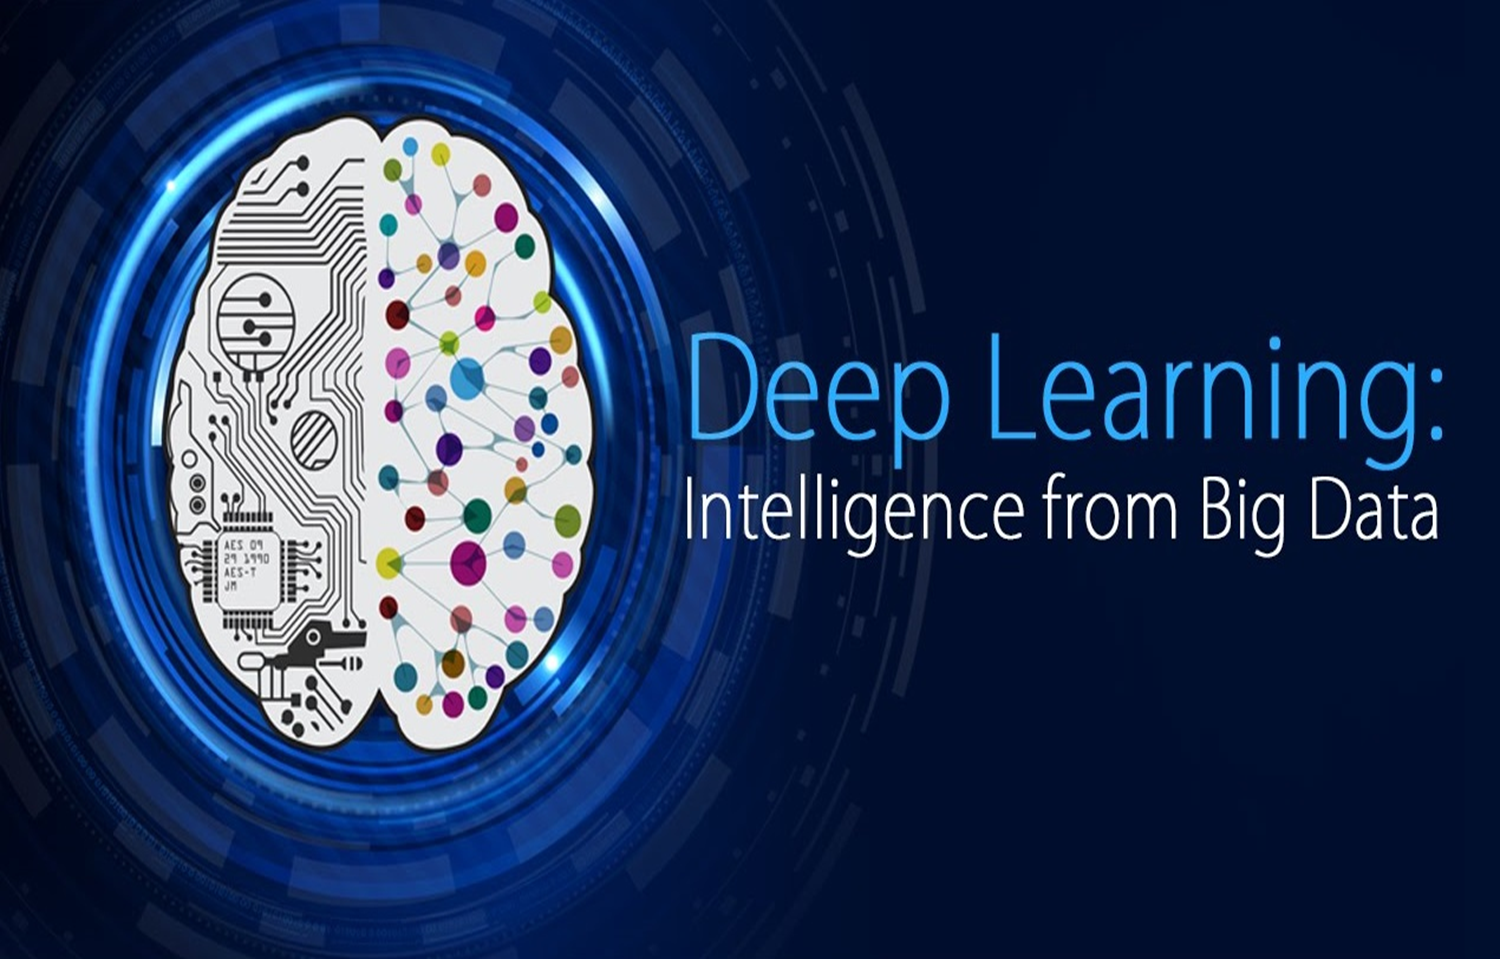 Deep Learning:
Intelligence from Big Data
AES 09
29 1990
AES-T
JM